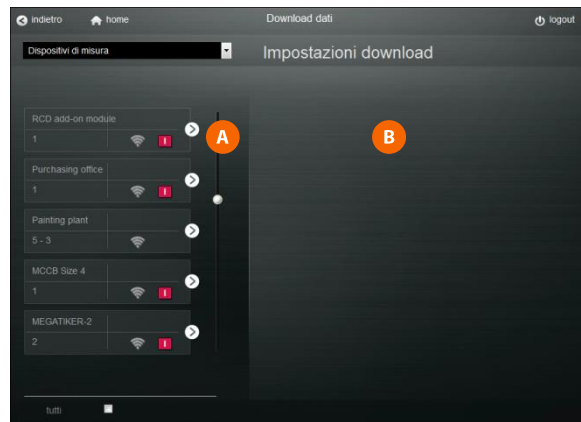 indietro home Download dati logout
Dispositivi di misura Impostazioni download
RCD add-on module
1 I
A B
Purchasing office
1 I
Painting plant
5 - 3
MCCB Size 4
1 I
MEGATIKER-2
2 I
tutti